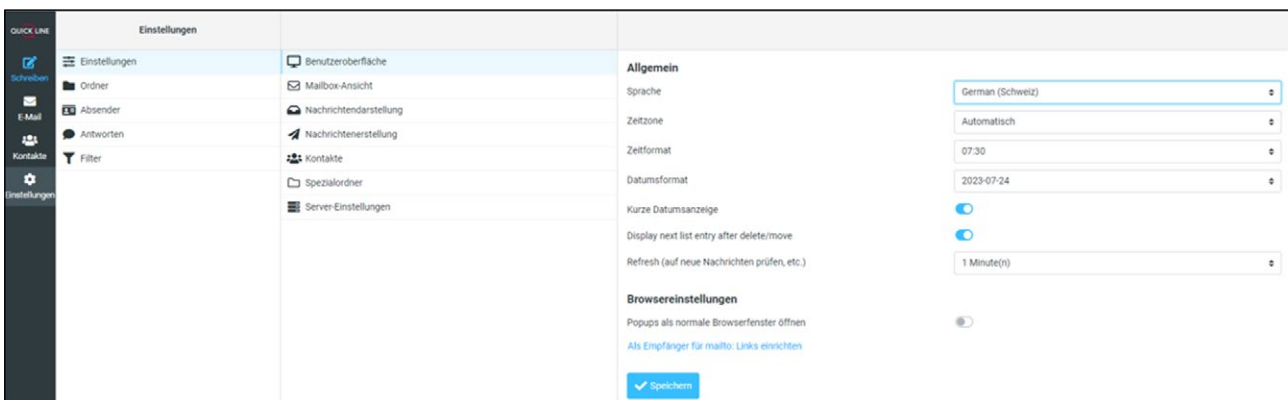 QUICKLINE
Schreiben
E-Mail
Kontakte
Einstellungen
Einstellungen
Einstellungen
Ordner
Absender
Antworten
Filter
Benutzeroberfläche
Mailbox-Ansicht
Nachrichtendarstellung
Nachrichtenerstellung
Kontakte
Spezialordner
Server-Einstellungen
Allgemein
Sprache
German (Schweiz)
Zeitzone
Automatisch
Zeitformat
07:30
Datumsformat
2023-07-24
Kurze Datumsanzeige
Display next list entry after delete/move
Refresh (auf neue Nachrichten prüfen, etc.)
1 Minute(n)
Browsereinstellungen
Popups als normale Browserfenster öffnen
Als Empfänger für mailto: Links einrichten
Speichern